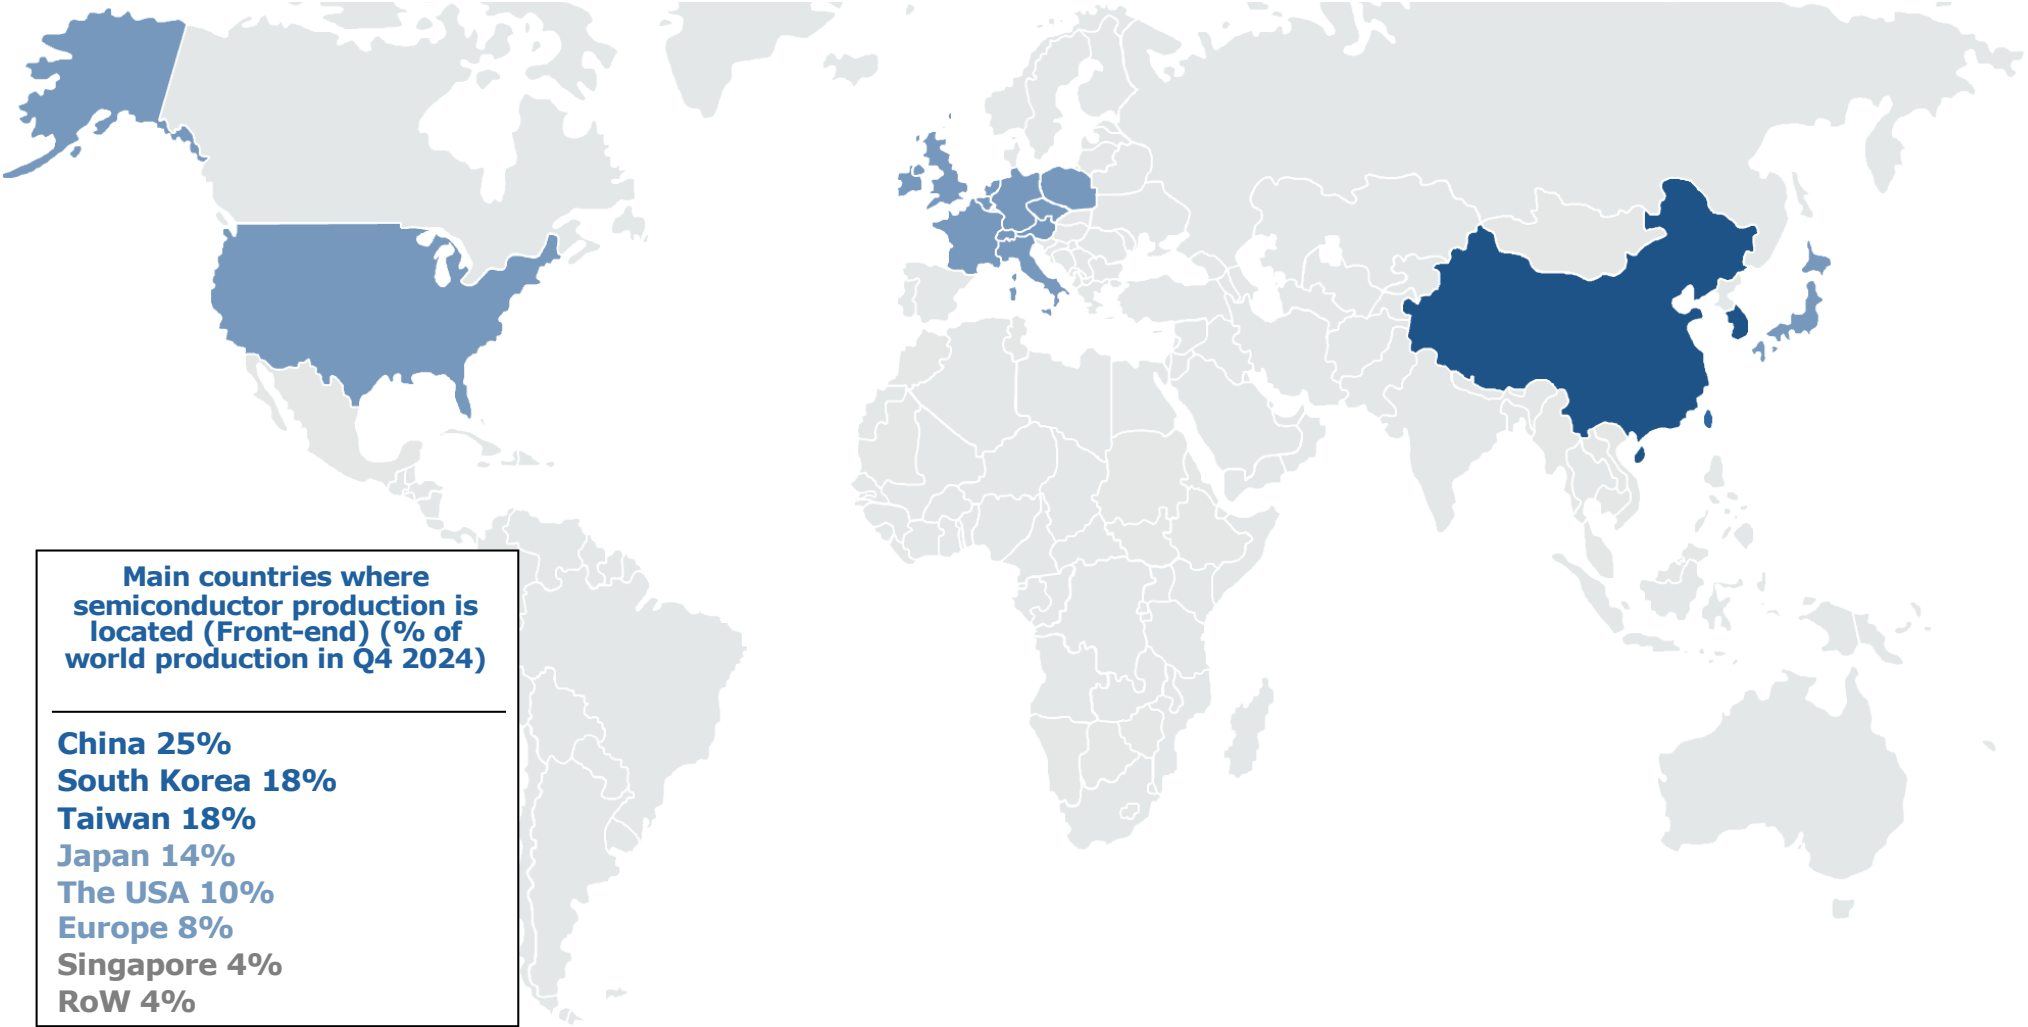 Main countries where
semiconductor production is
located (Front-end) (% of
world production in Q4 2024)
China 25%
South Korea 18%
Taiwan 18%
Japan 14%
The USA 10%
Europe 8%
Singapore 4%
RoW 4%